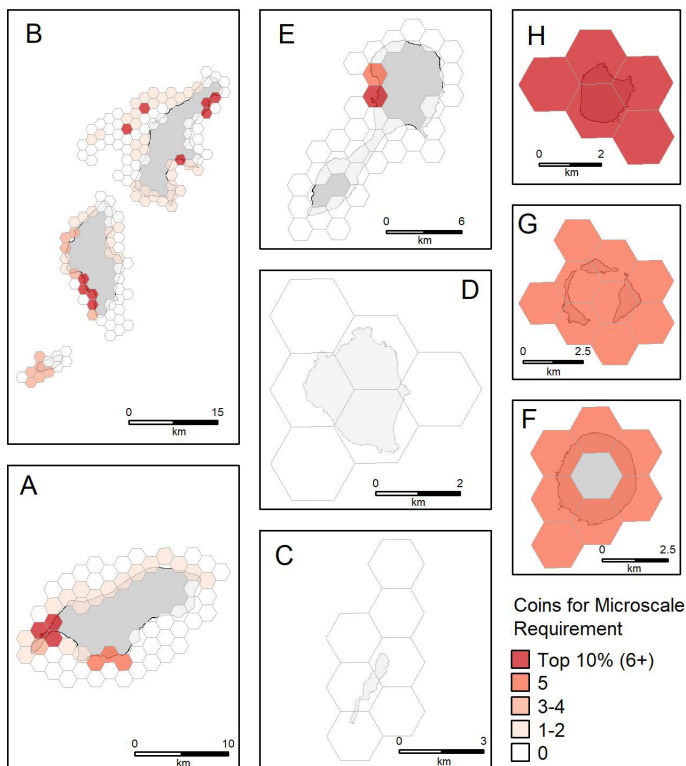 B
0 15
km
A
0 10
km
E
0 6
km
D
0 2
km
C
0 3
km
H
0 2
km
G
0 2.5
km
F
0 2.5
km
Coins for Microscale
Requirement
Top 10% (6+)
5
3-4
1-2
0